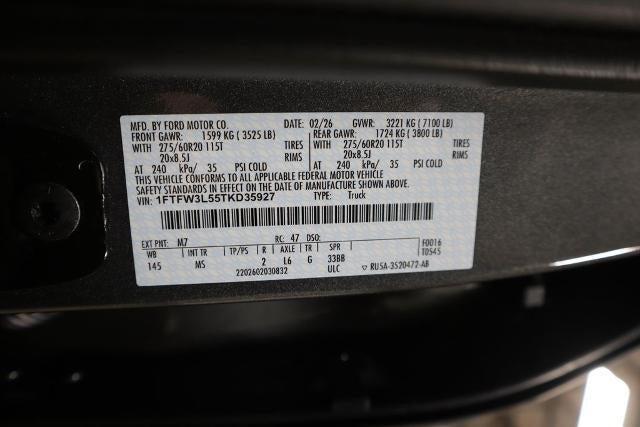 MFD. BY FORD MOTOR CO. DATE: 02/26 GVWR: 3221 KG ( 7100 LB)
FRONT GAWR: 1599 KG ( 3525 LB) REAR GAWR: 1724 KG ( 3800 LB)
WITH 275/60R20 115T TIRES WITH 275/60R20 115T TIRES
20x8.5J RIMS 20x8.5J RIMS
AT 240 kPa/ 35 PSI COLD AT 240 kPa/ 35 PSI COLD
THIS VEHICLE CONFORMS TO ALL APPLICABLE FEDERAL MOTOR VEHICLE
SAFETY STANDARDS IN EFFECT ON THE DATE OF MANUFACTURE SHOWN ABOVE.
VIN: 1FTFW3L55TKD35927 TYPE: Truck
EXT PNT: M7 RC: 47 DSO: F0016
WB INT TR TP/PS R AXLE TR SPR T0545
145 MS 2 L6 G 33BB
2202602030832 ULC ▽ RU5A-3520472-AB